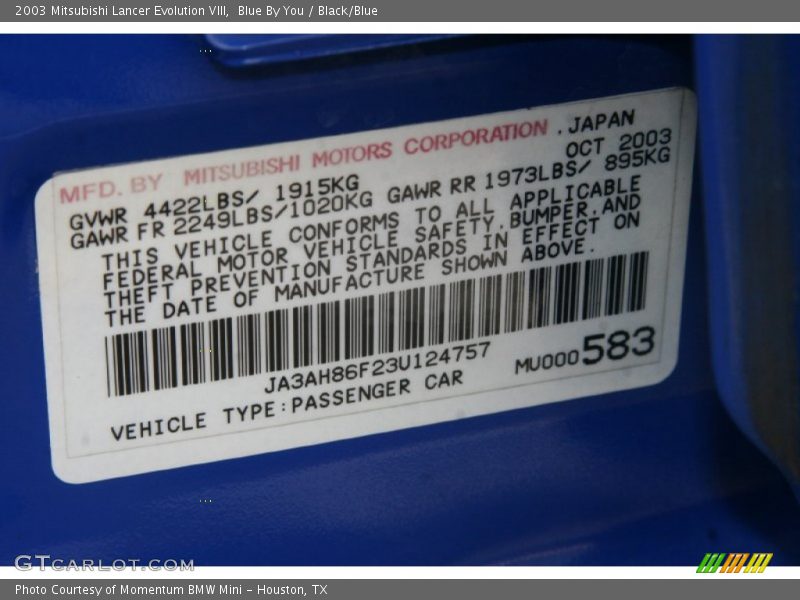 2003 Mitsubishi Lancer Evolution VIII,  Blue By You / Black/Blue
MFD. BY MITSUBISHI MOTORS CORPORATION .JAPAN
OCT 2003
GVWR 4422LBS/ 1915KG
GAWR FR 2249LBS/1020KG GAWR RR 1973LBS/ 895KG
THIS VEHICLE CONFORMS TO ALL APPLICABLE
FEDERAL MOTOR VEHICLE SAFETY,BUMPER,AND
THEFT PREVENTION STANDARDS IN EFFECT ON
THE DATE OF MANUFACTURE SHOWN ABOVE.
JA3AH86F23U124757
MU000583
VEHICLE TYPE:PASSENGER CAR
GTCARLOT.COM
Photo Courtesy of Momentum BMW Mini - Houston, TX